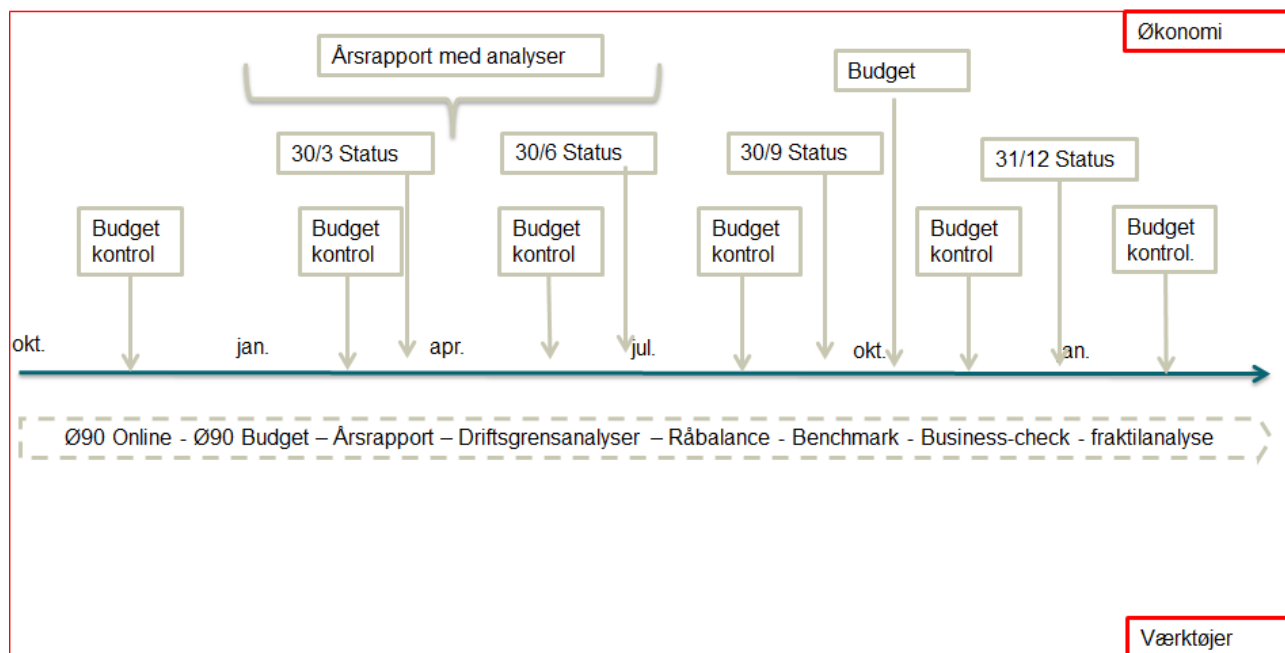 Økonomi
Årsrapport med analyser
Budget
30/3 Status
30/6 Status
30/9 Status
31/12 Status
Budget
kontrol
Budget
kontrol
Budget
kontrol
Budget
kontrol
Budget
kontrol
Budget
kontrol.
okt.
jan.
apr.
jul.
okt.
an.
Ø90 Online - Ø90 Budget – Årsrapport – Driftsgrensanalyser – Råbalance - Benchmark - Business-check - fraktilanalyse
Værktøjer